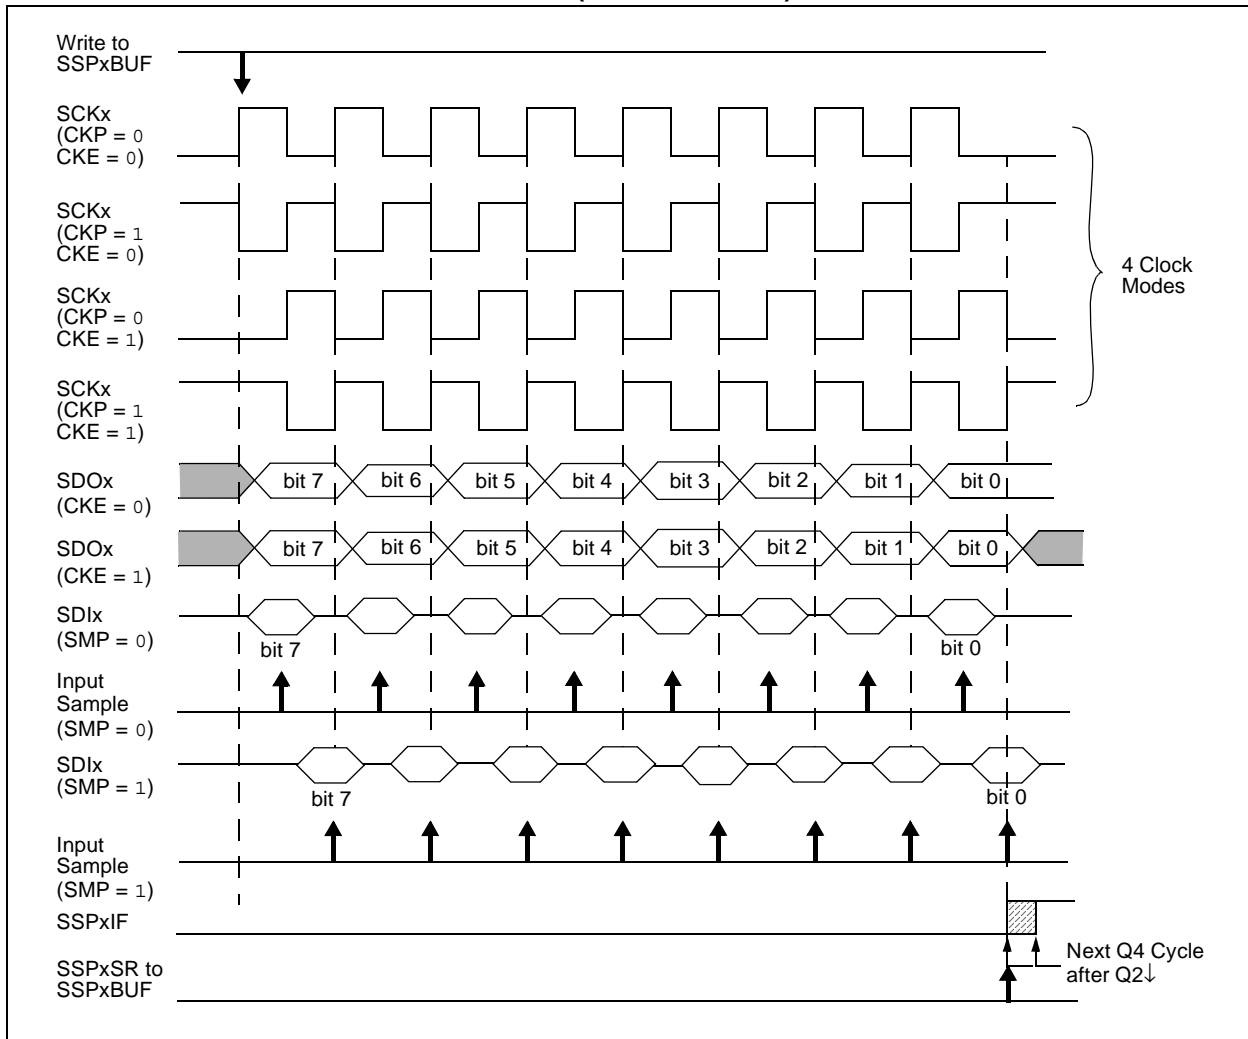 Write to
SSPxBUF
SCKx
(CKP = 0
CKE = 0)
SCKx
(CKP = 1
CKE = 0)
SCKx
(CKP = 0
CKE = 1)
SCKx
(CKP = 1
CKE = 1)
4 Clock
Modes
SDOx
(CKE = 0)
bit 7 bit 6 bit 5 bit 4 bit 3 bit 2 bit 1 bit 0
SDOx
(CKE = 1)
bit 7 bit 6 bit 5 bit 4 bit 3 bit 2 bit 1 bit 0
SDIx
(SMP = 0)
bit 7 bit 0
Input
Sample
(SMP = 0)
SDIx
(SMP = 1)
bit 7 bit 0
Input
Sample
(SMP = 1)
SSPxIF
SSPxSR to
SSPxBUF
Next Q4 Cycle
after Q2↓